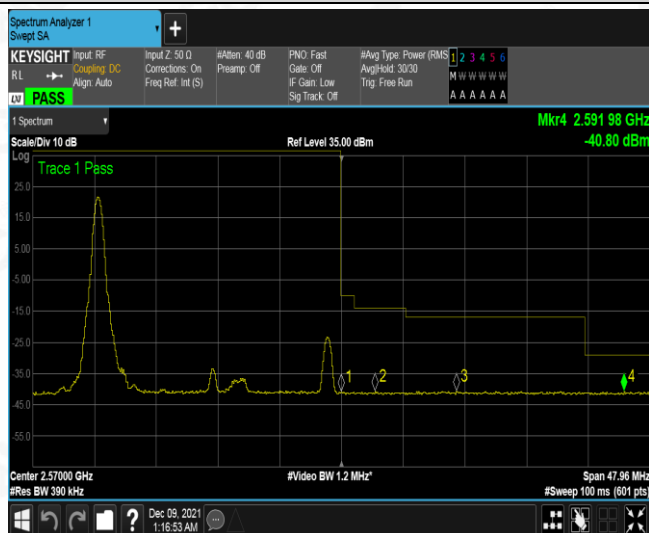 Spectrum Analyzer 1
Swept SA
+
KEYSIGHT
RL
LXI PASS
Input: RF
Coupling: DC
Align: Auto
Input Z: 50 Ω
Corrections: On
Freq Ref: Int (S)
#Atten: 40 dB
Preamp: Off
PNO: Fast
Gate: Off
IF Gain: Low
Sig Track: Off
#Avg Type: Power (RMS
Avg|Hold: 30/30
Trig: Free Run
1 2 3 4 5 6
M W W W W W
A A A A A A
1 Spectrum
Scale/Div 10 dB
Ref Level 35.00 dBm
Mkr4 2.591 98 GHz
-40.80 dBm
Log
Trace 1 Pass
25.0
15.0
5.00
-5.00
-15.0
-25.0
-35.0
-45.0
-55.0
1
2
3
4
Center 2.57000 GHz
#Video BW 1.2 MHz*
Span 47.96 MHz
#Res BW 390 kHz
#Sweep 100 ms (601 pts)
?
Dec 09, 2021
1:16:53 AM